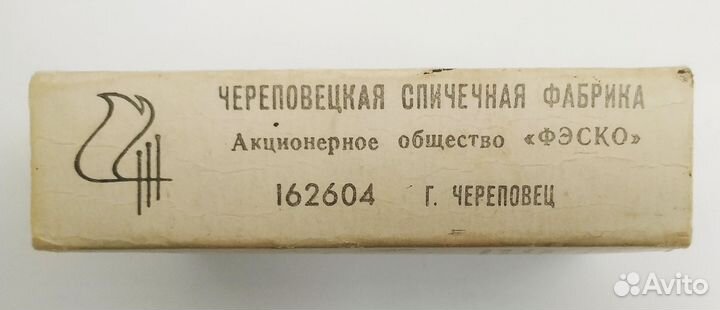 ЧЕРЕПОВЕЦКАЯ СПИЧЕЧНАЯ ФАБРИКА
Акционерное общество «ФЭСКО»
162604 Г. ЧЕРЕПОВЕЦ
Avito